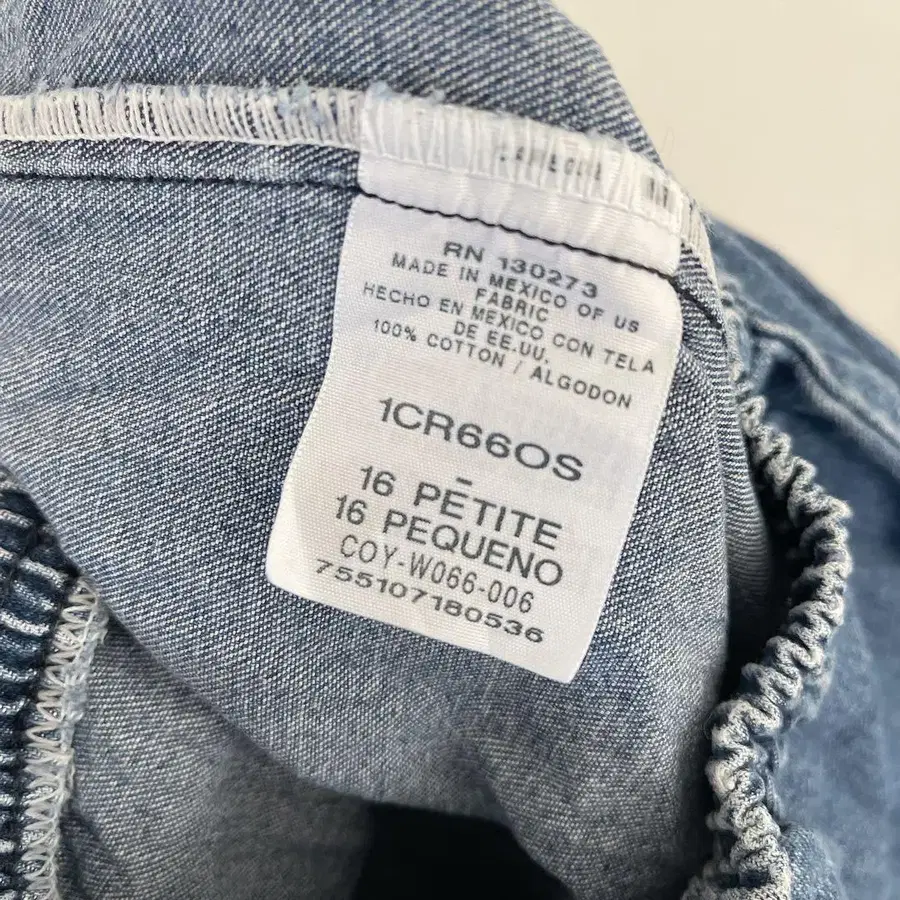 RN 130273
MADE IN MEXICO OF US
FABRIC
HECHO EN MEXICO CON TELA
DE EE.UU.
100% COTTON / ALGODON
1CR66OS
-
16 PETITE
16 PEQUENO
COY-W066-006
755107180536